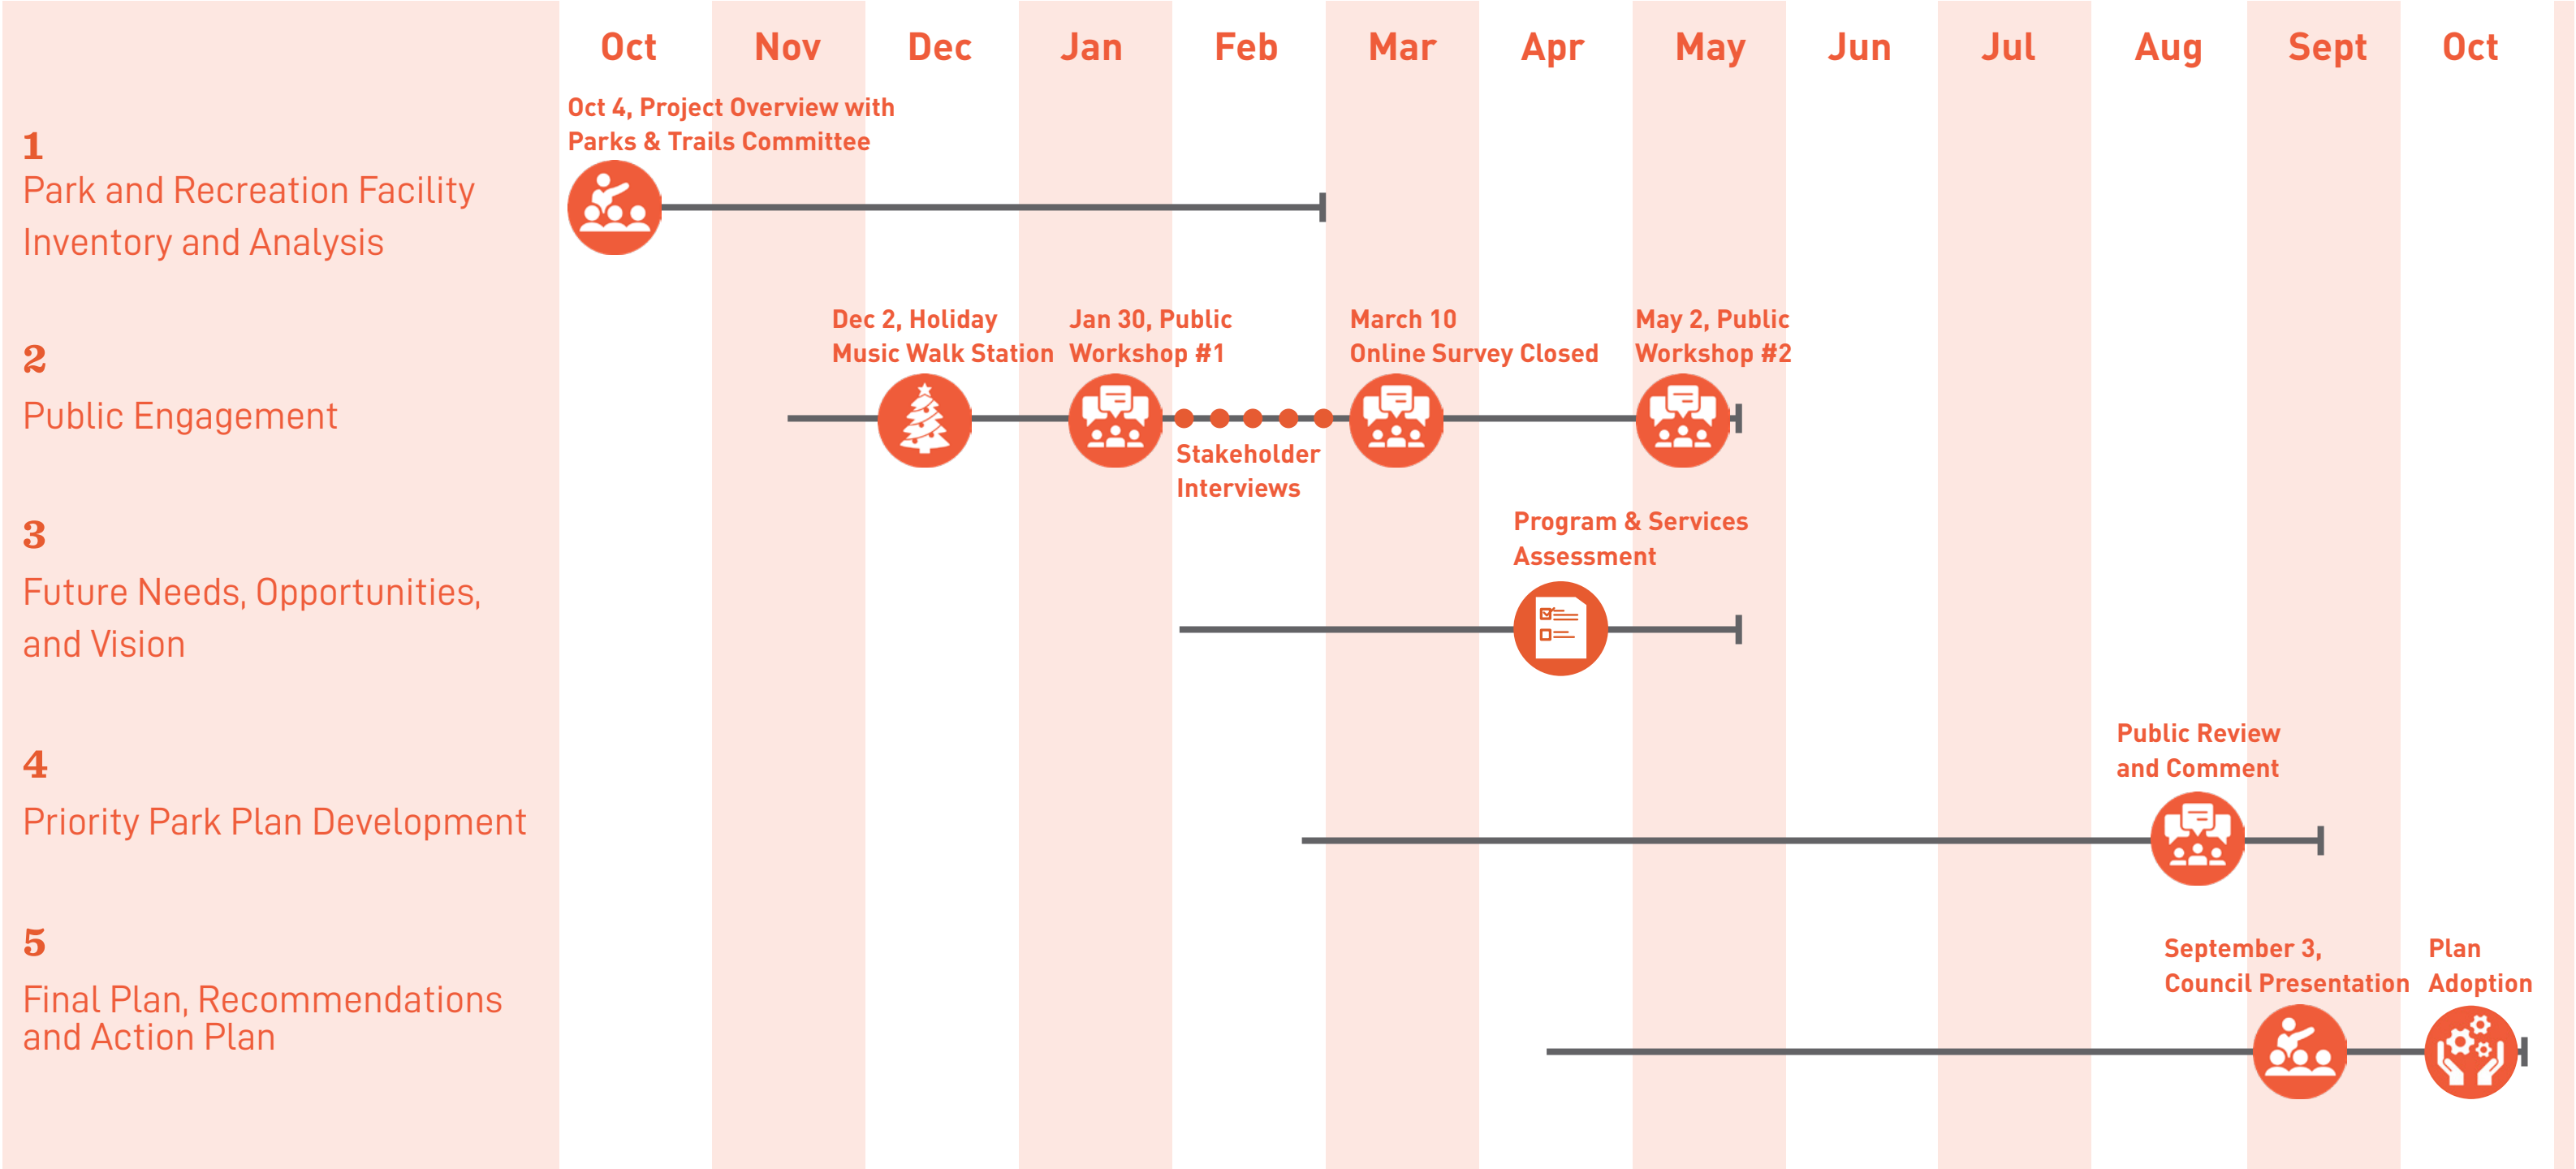 Oct Nov Dec Jan Feb Mar Apr May Jun Jul Aug Sept Oct
1
Park and Recreation Facility
Inventory and Analysis
Oct 4, Project Overview with
Parks & Trails Committee
2
Public Engagement
Dec 2, Holiday
Music Walk Station
Jan 30, Public
Workshop #1
Stakeholder
Interviews
March 10
Online Survey Closed
May 2, Public
Workshop #2
3
Future Needs, Opportunities,
and Vision
Program & Services
Assessment
4
Priority Park Plan Development
Public Review
and Comment
5
Final Plan, Recommendations
and Action Plan
September 3,
Council Presentation
Plan
Adoption